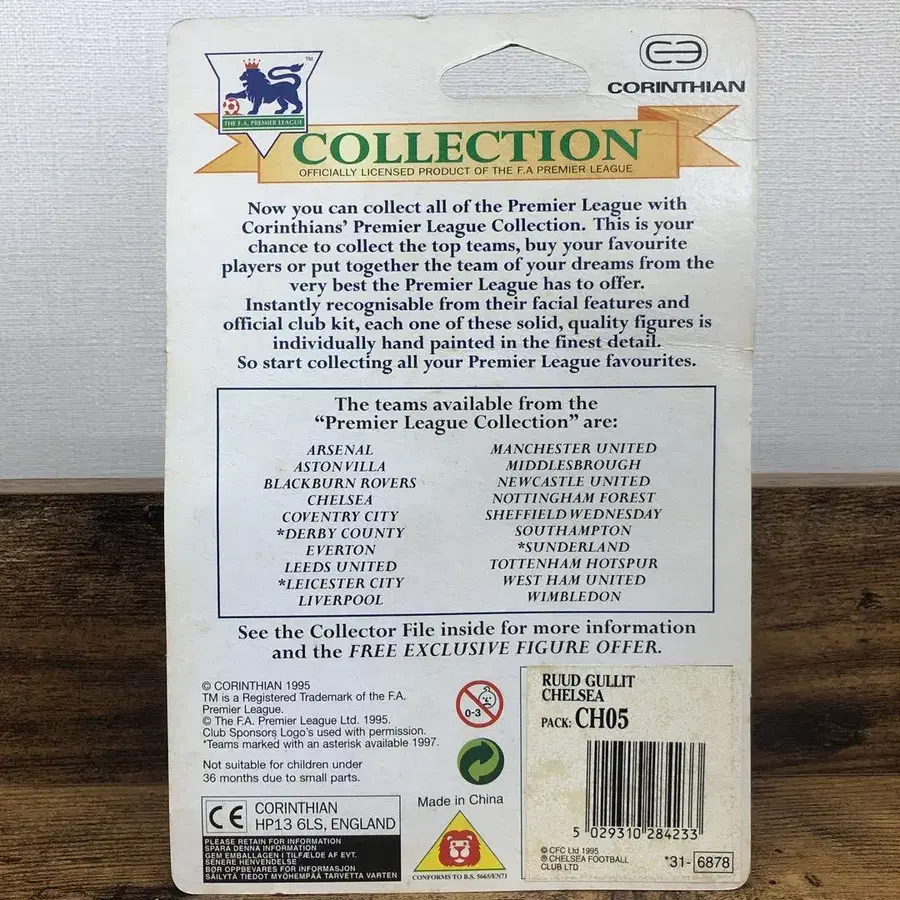 TM
THE F.A. PREMIER LEAGUE
CORINTHIAN
COLLECTION
OFFICIALLY LICENSED PRODUCT OF THE F.A PREMIER LEAGUE
Now you can collect all of the Premier League with
Corinthians' Premier League Collection. This is your
chance to collect the top teams, buy your favourite
players or put together the team of your dreams from the
very best the Premier League has to offer.
Instantly recognisable from their facial features and
official club kit, each one of these solid, quality figures is
individually hand painted in the finest detail.
So start collecting all your Premier League favourites.
The teams available from the
"Premier League Collection" are:
ARSENAL
ASTON VILLA
BLACKBURN ROVERS
CHELSEA
COVENTRY CITY
*DERBY COUNTY
EVERTON
LEEDS UNITED
*LEICESTER CITY
LIVERPOOL
MANCHESTER UNITED
MIDDLESBROUGH
NEWCASTLE UNITED
NOTTINGHAM FOREST
SHEFFIELD WEDNESDAY
SOUTHAMPTON
*SUNDERLAND
TOTTENHAM HOTSPUR
WEST HAM UNITED
WIMBLEDON
See the Collector File inside for more information
and the FREE EXCLUSIVE FIGURE OFFER.
© CORINTHIAN 1995
TM is a Registered Trademark of the F.A.
Premier League.
© The F.A. Premier League Ltd. 1995.
Club Sponsors Logo's used with permission.
*Teams marked with an asterisk available 1997.
Not suitable for children under
36 months due to small parts.
CE
CORINTHIAN
HP13 6LS, ENGLAND
PLEASE RETAIN FOR INFORMATION
SPARA DENNA INFORMATION
GEM EMBALLAGEN I TILFÆLDE AF EVT.
SENERE HENVENDELSE
BØR OPPBEVARES FOR INFORMASJON
SÄILYTÄ TIEDOT MYÖHEMPÄÄ TARVETTA VARTEN
0-3
Made in China
CONFORMS TO B.S. 5665/EN71
RUUD GULLIT
CHELSEA
PACK: CH05
5 029310 284233
© CFC Ltd 1995
® CHELSEA FOOTBALL
CLUB LTD
*31- 6878